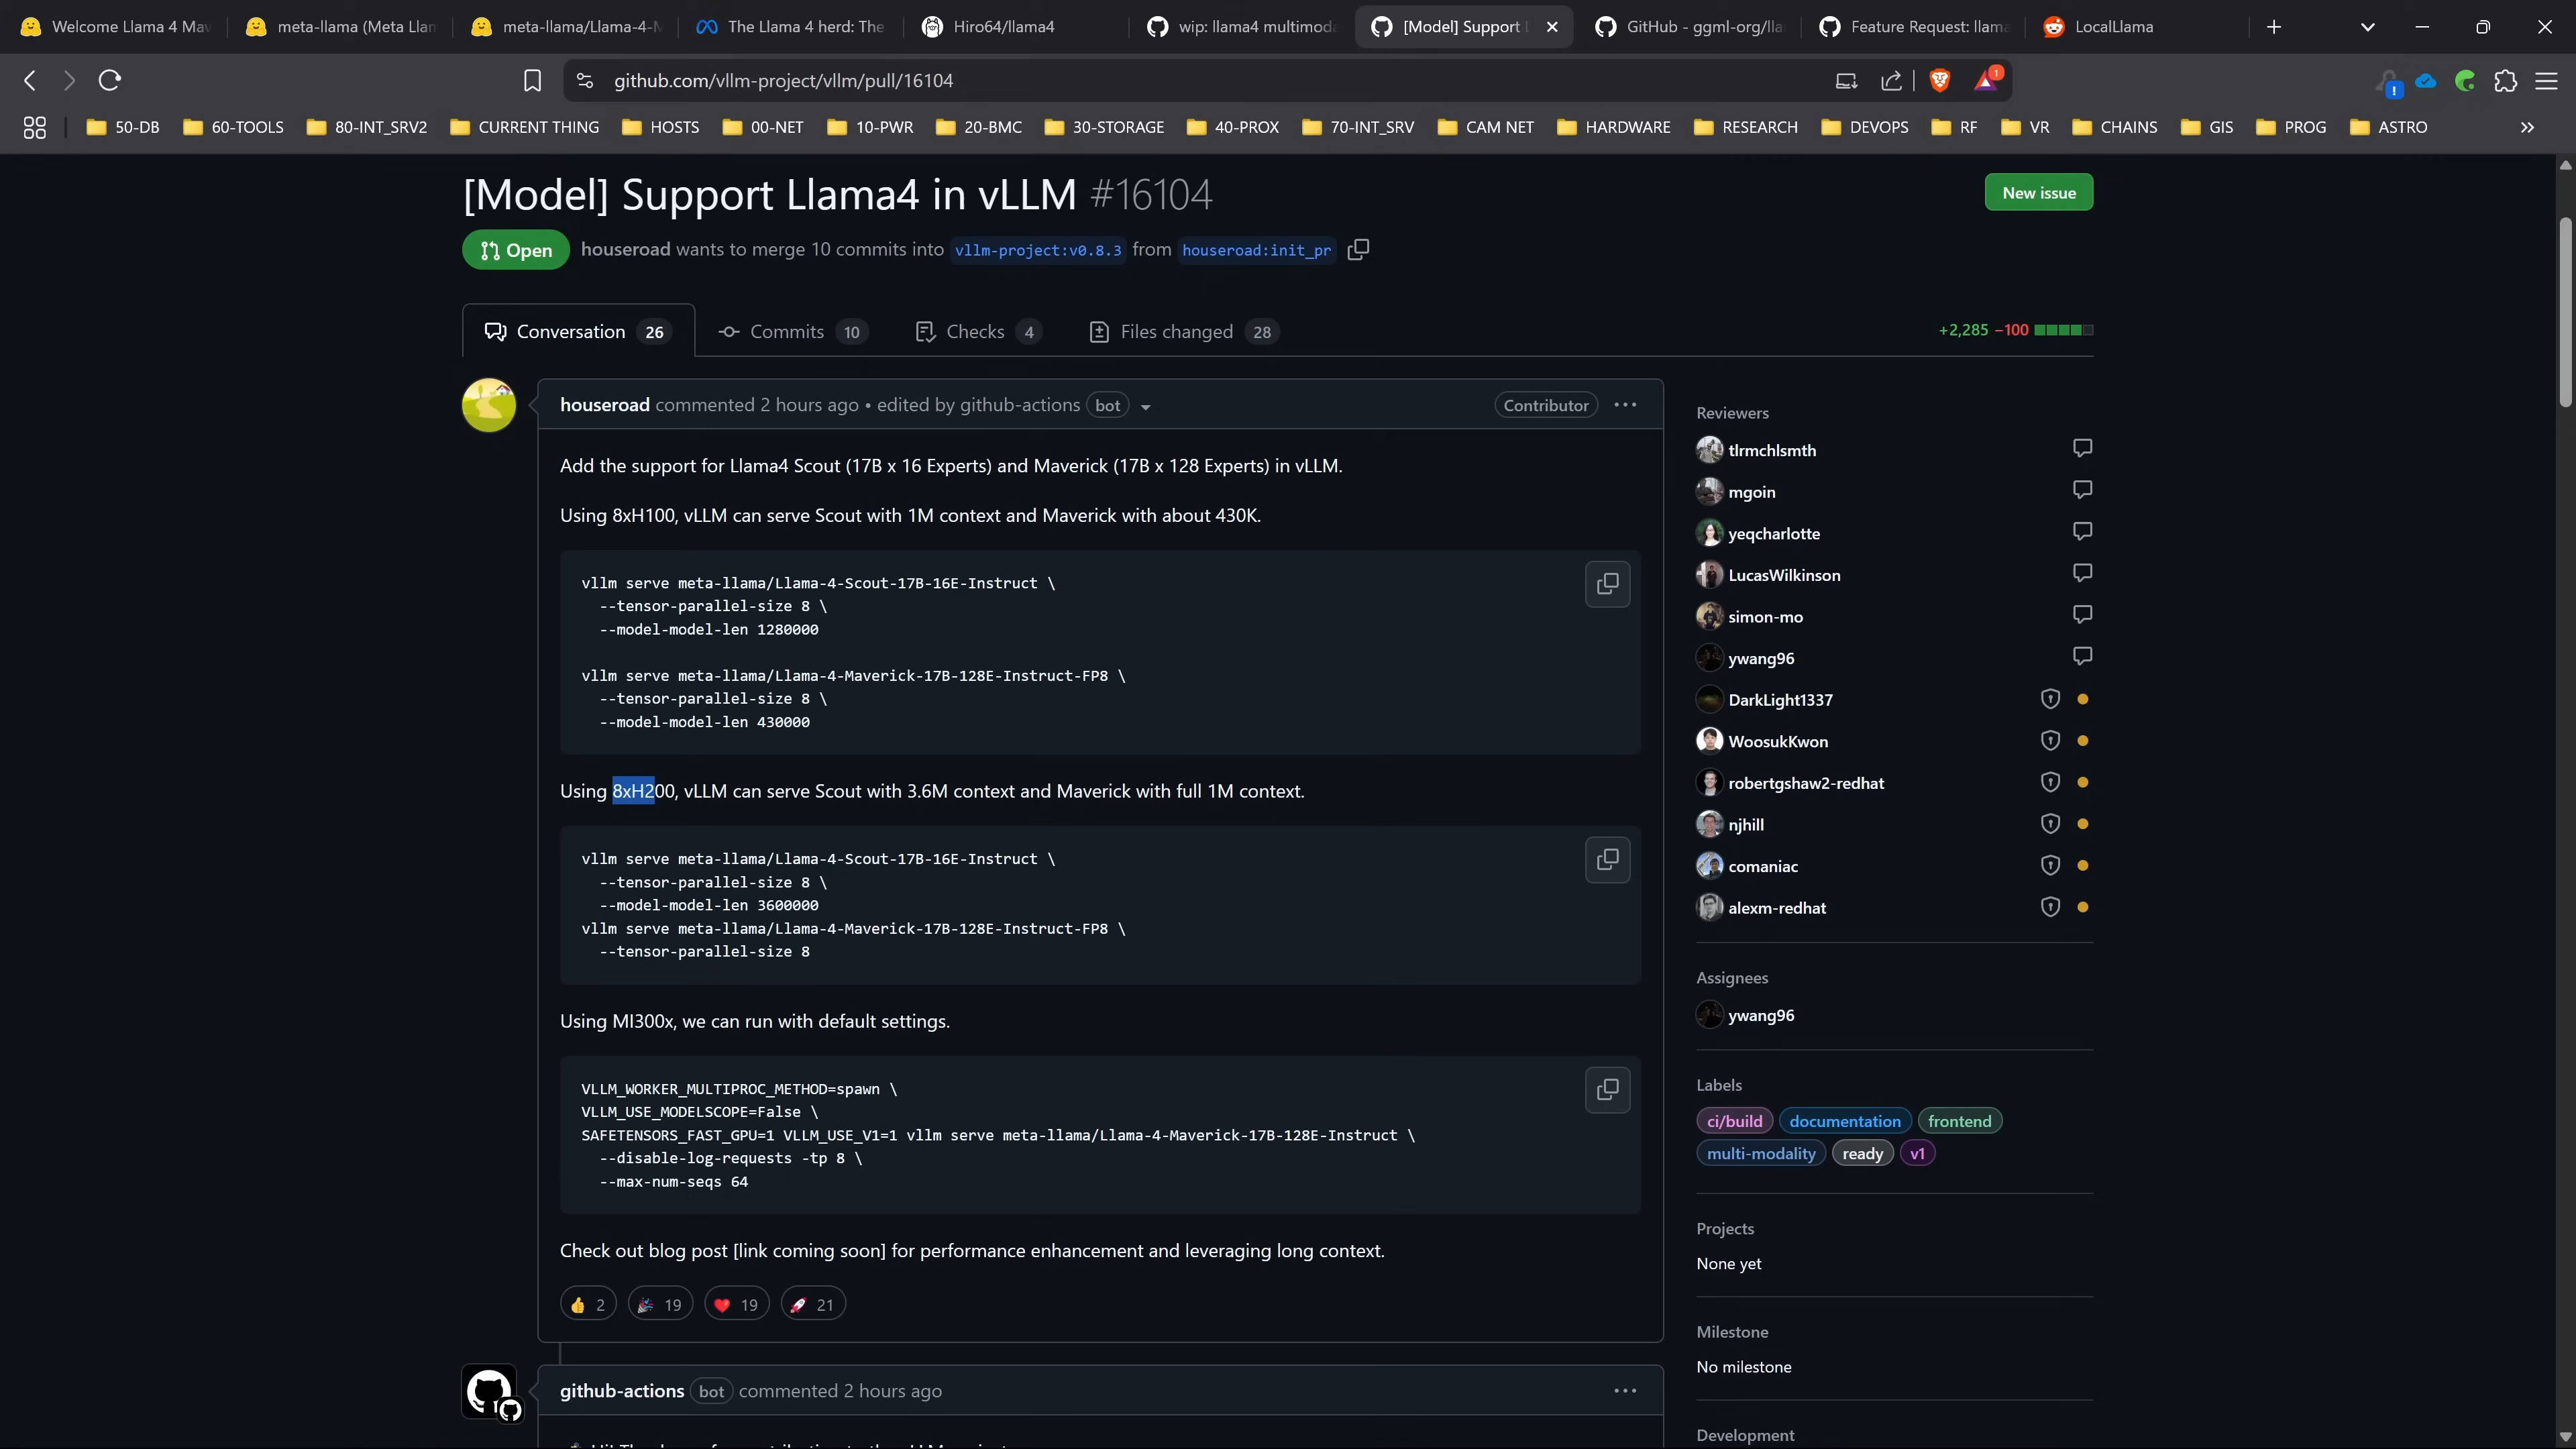 Welcome Llama 4 Mav
meta-llama (Meta Llan
meta-llama/Llama-4-M
The Llama 4 herd: The
Hiro64/llama4
wip: llama4 multimoda
[Model] Support L
GitHub - ggml-org/lla
Feature Request: llama
LocalLlama
github.com/vllm-project/vllm/pull/16104
1
!
50-DB
60-TOOLS
80-INT_SRV2
CURRENT THING
HOSTS
00-NET
10-PWR
20-BMC
30-STORAGE
40-PROX
70-INT_SRV
CAM NET
HARDWARE
RESEARCH
DEVOPS
RF
VR
CHAINS
GIS
PROG
ASTRO
[Model] Support Llama4 in vLLM #16104
New issue
Open
houseroad wants to merge 10 commits into vllm-project:v0.8.3 from houseroad:init_pr
Conversation 26
Commits 10
Checks 4
Files changed 28
+2,285 −100
houseroad commented 2 hours ago • edited by github-actions bot
Contributor
Add the support for Llama4 Scout (17B x 16 Experts) and Maverick (17B x 128 Experts) in vLLM.
Using 8xH100, vLLM can serve Scout with 1M context and Maverick with about 430K.
vllm serve meta-llama/Llama-4-Scout-17B-16E-Instruct \
--tensor-parallel-size 8 \
--model-model-len 1280000
vllm serve meta-llama/Llama-4-Maverick-17B-128E-Instruct-FP8 \
--tensor-parallel-size 8 \
--model-model-len 430000
Using 8xH200, vLLM can serve Scout with 3.6M context and Maverick with full 1M context.
vllm serve meta-llama/Llama-4-Scout-17B-16E-Instruct \
--tensor-parallel-size 8 \
--model-model-len 3600000
vllm serve meta-llama/Llama-4-Maverick-17B-128E-Instruct-FP8 \
--tensor-parallel-size 8
Using MI300x, we can run with default settings.
VLLM_WORKER_MULTIPROC_METHOD=spawn \
VLLM_USE_MODELSCOPE=False \
SAFETENSORS_FAST_GPU=1 VLLM_USE_V1=1 vllm serve meta-llama/Llama-4-Maverick-17B-128E-Instruct \
--disable-log-requests -tp 8 \
--max-num-seqs 64
Check out blog post [link coming soon] for performance enhancement and leveraging long context.
2
19
19
21
github-actions bot commented 2 hours ago
Reviewers
tlrmchlsmth
mgoin
yeqcharlotte
LucasWilkinson
simon-mo
ywang96
DarkLight1337
WoosukKwon
robertgshaw2-redhat
njhill
comaniac
alexm-redhat
Assignees
ywang96
Labels
ci/build
documentation
frontend
multi-modality
ready
v1
Projects
None yet
Milestone
No milestone
Development